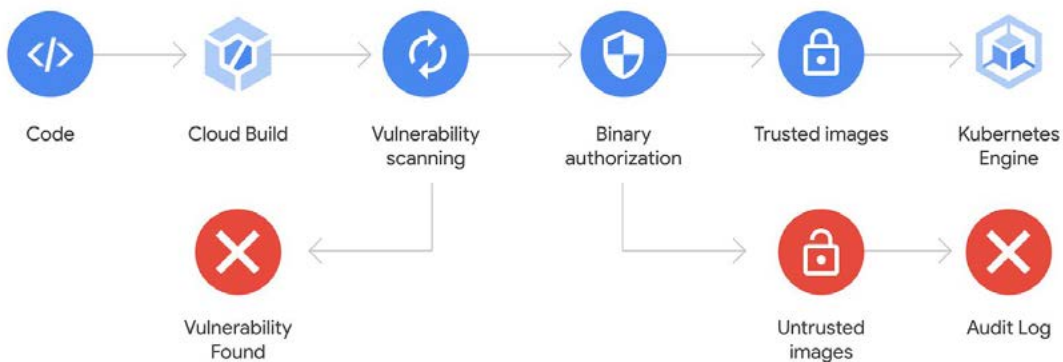 Code
Cloud Build
Vulnerability
scanning
Binary
authorization
Trusted images
Kubernetes
Engine
Vulnerability
Found
Untrusted
images
Audit Log